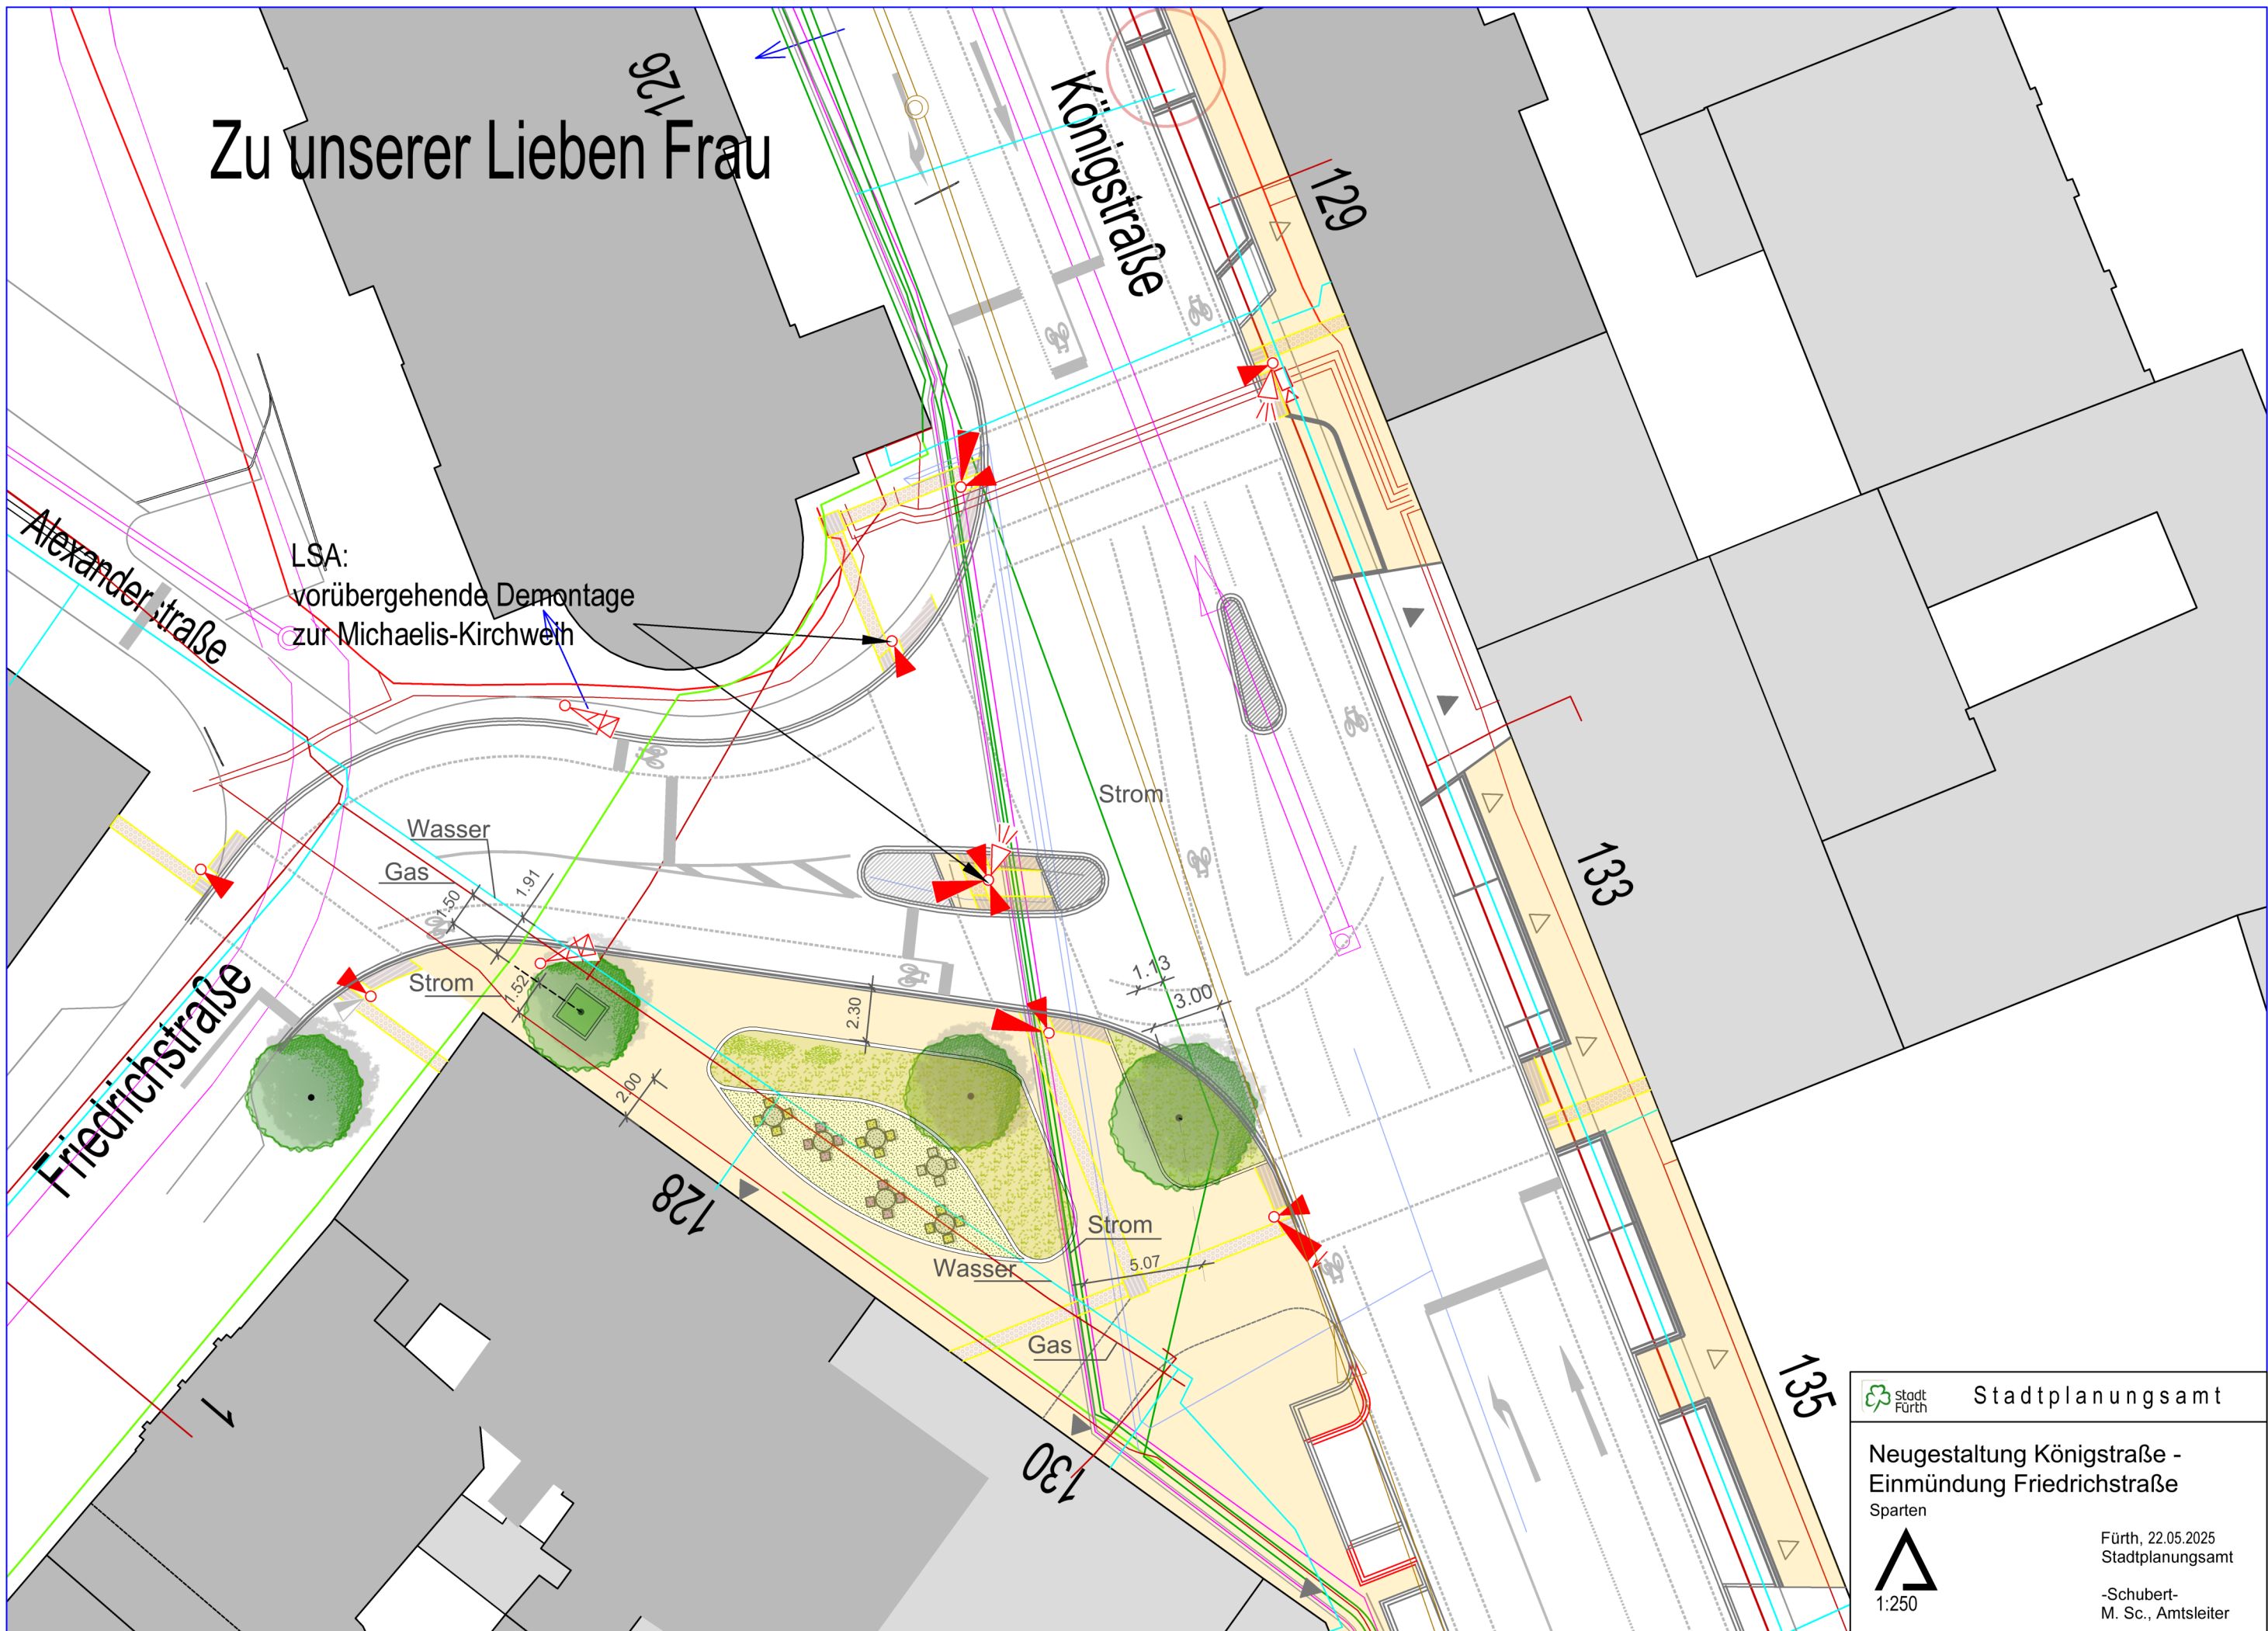 126
Zu unserer Lieben Frau
Königstraße
129
Alexanderstraße
LSA:
vorübergehende Demontage
zur Michaelis-Kirchweih
Strom
Wasser
Gas
1.50
1.91
133
Strom
1.52
2.30
1.13
3.00
Friedrichstraße
2.00
128
Strom
Wasser
5.07
Gas
1
130
135
Stadt
Fürth
Stadtplanungsamt
Neugestaltung Königstraße -
Einmündung Friedrichstraße
Sparten
1:250
Fürth, 22.05.2025
Stadtplanungsamt
-Schubert-
M. Sc., Amtsleiter